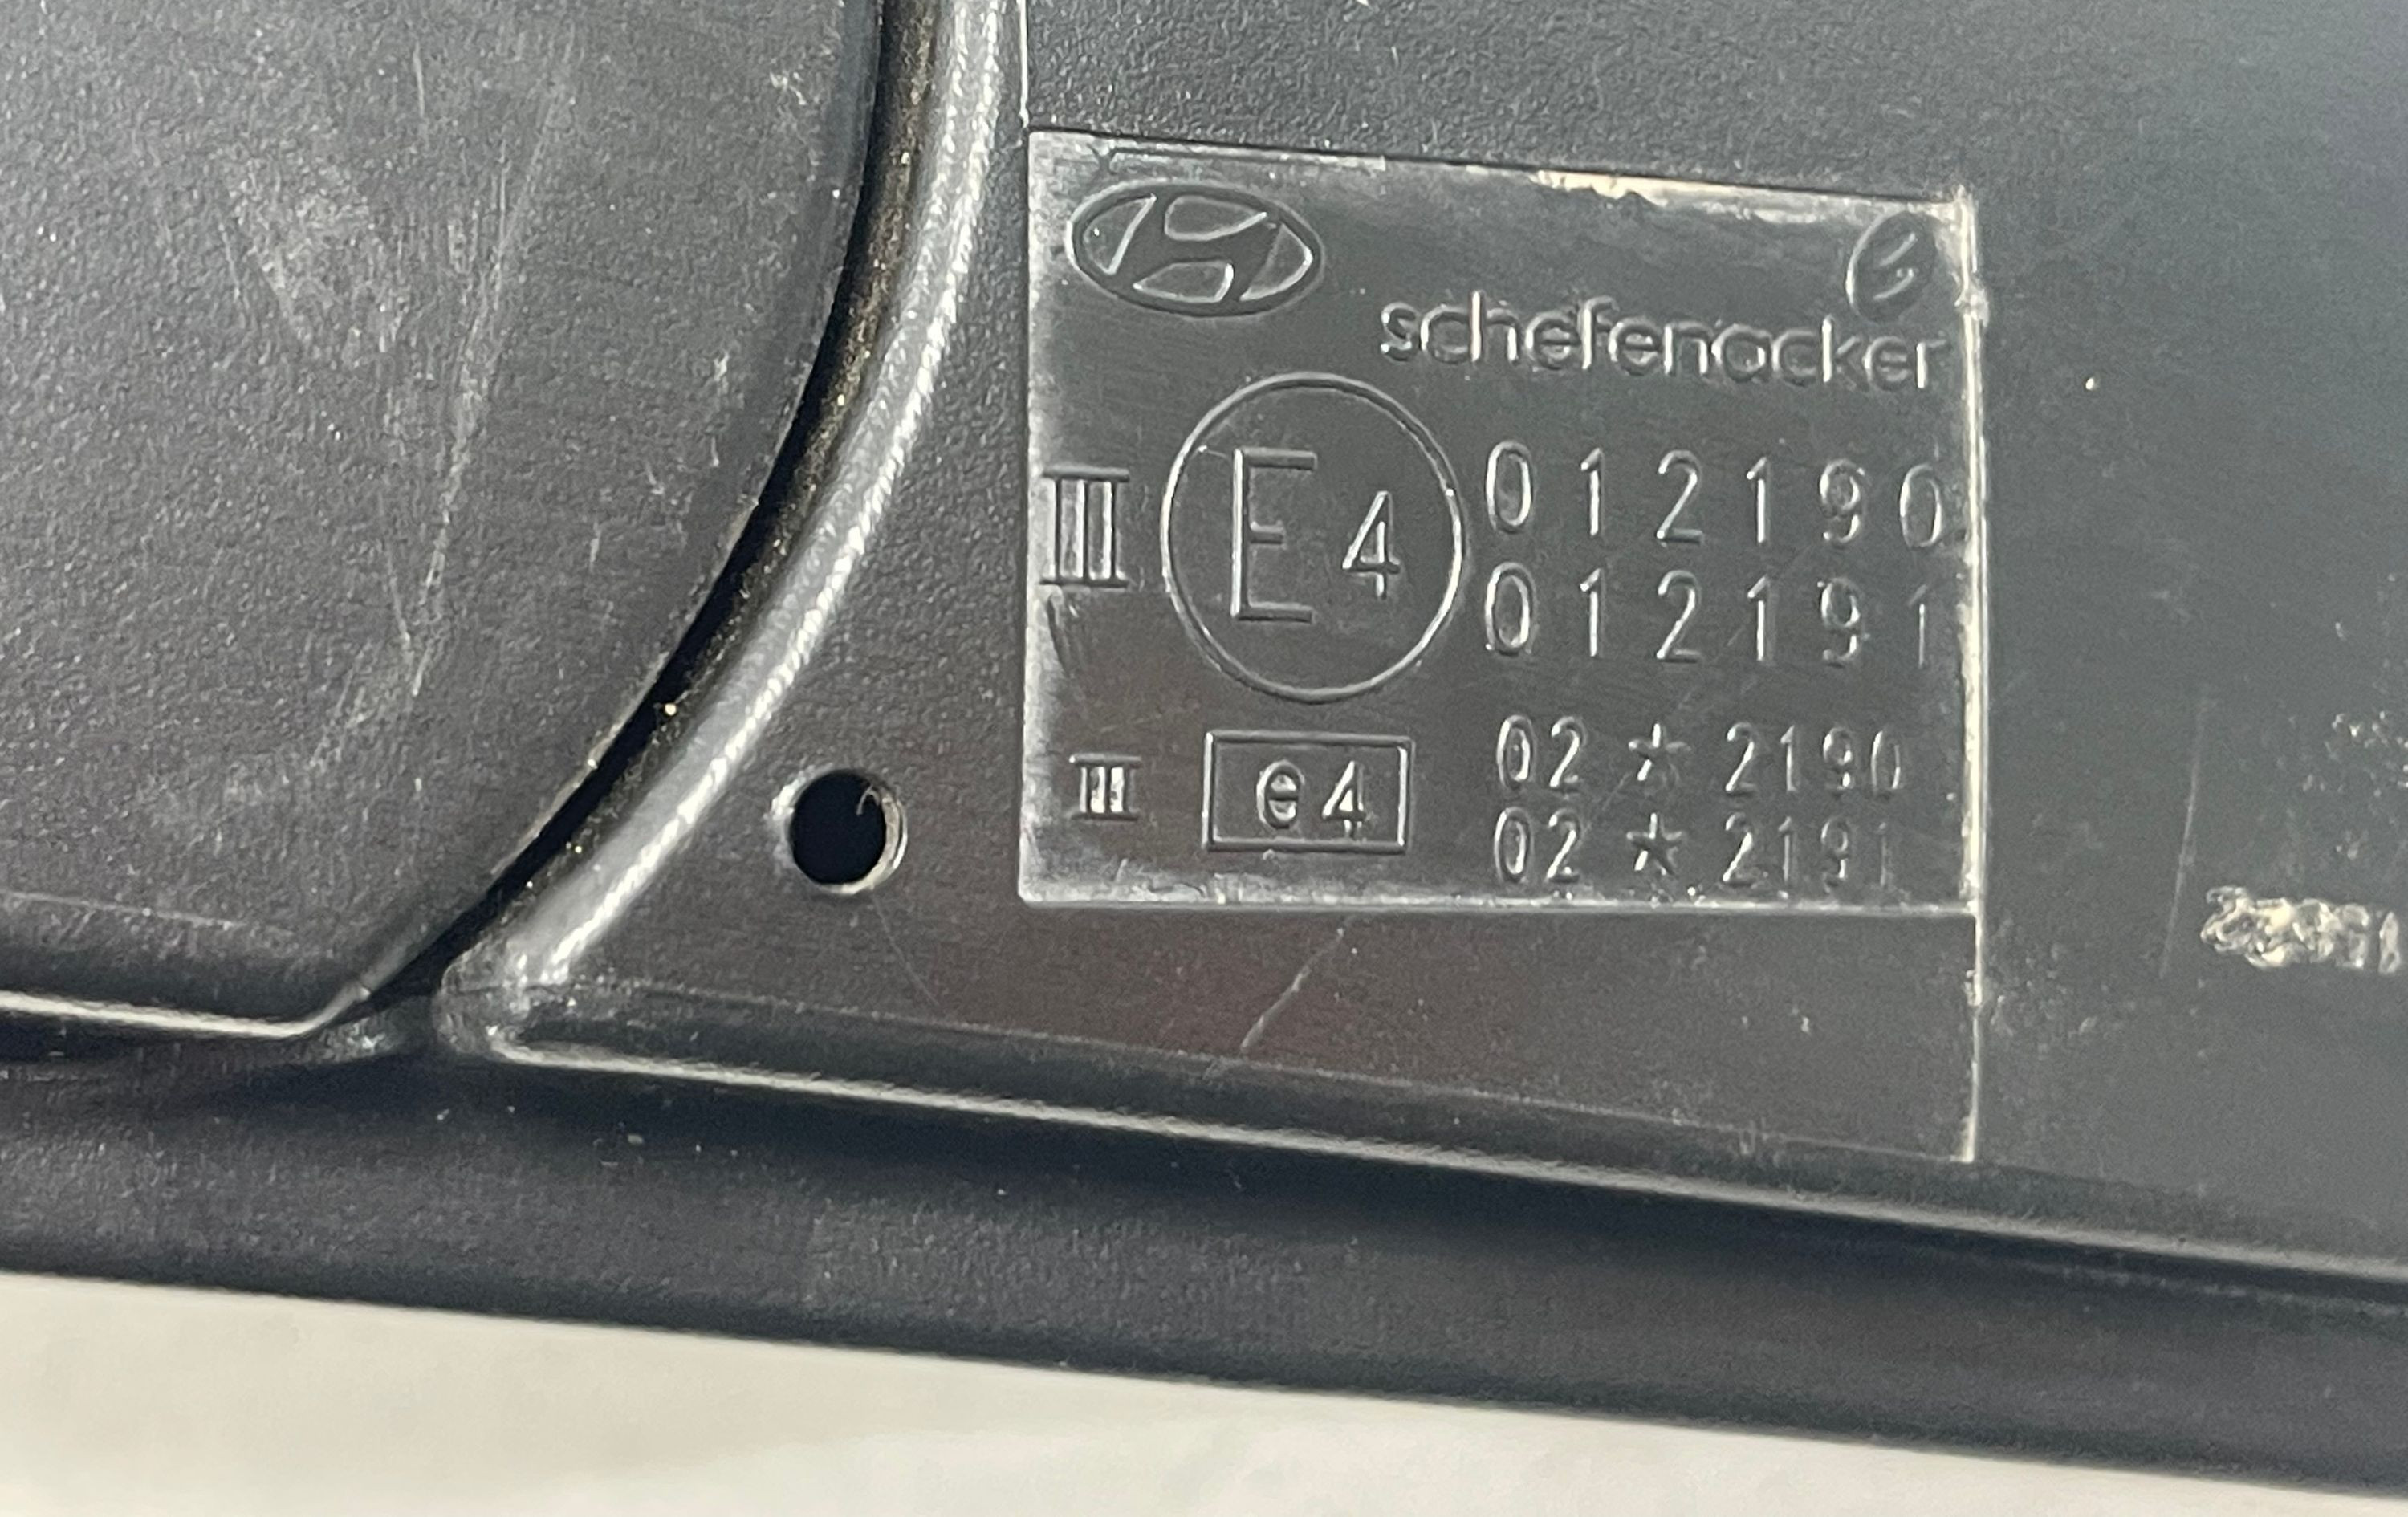 schefenacker
III E4 012190
012191
III e4 02 ★ 2190
02 ★ 2191